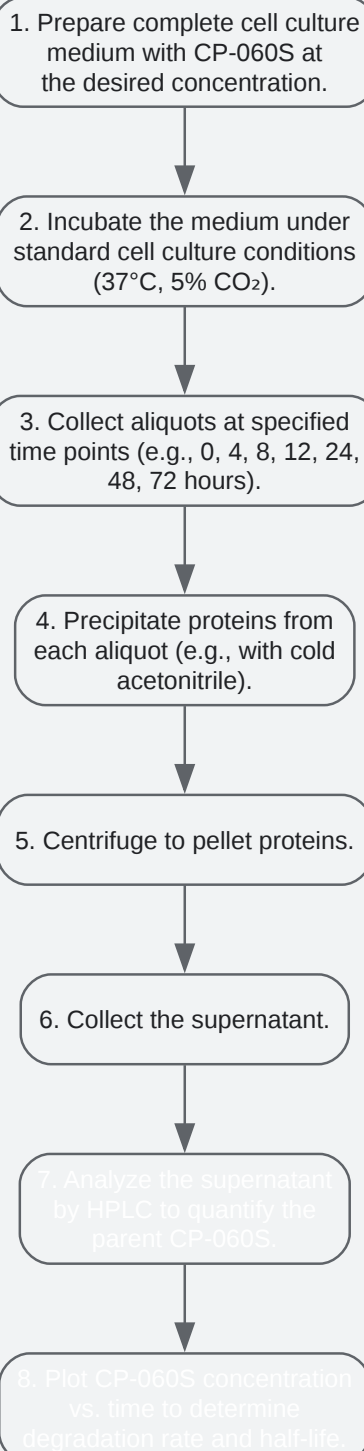 1. Prepare complete cell culture
medium with CP-060S at
the desired concentration.
2. Incubate the medium under
standard cell culture conditions
(37°C, 5% CO₂).
3. Collect aliquots at specified
time points (e.g., 0, 4, 8, 12, 24,
48, 72 hours).
4. Precipitate proteins from
each aliquot (e.g., with cold
acetonitrile).
5. Centrifuge to pellet proteins.
6. Collect the supernatant.
7. Analyze the supernatant
by HPLC to quantify the
parent CP-060S.
8. Plot CP-060S concentration
vs. time to determine
degradation rate and half-life.